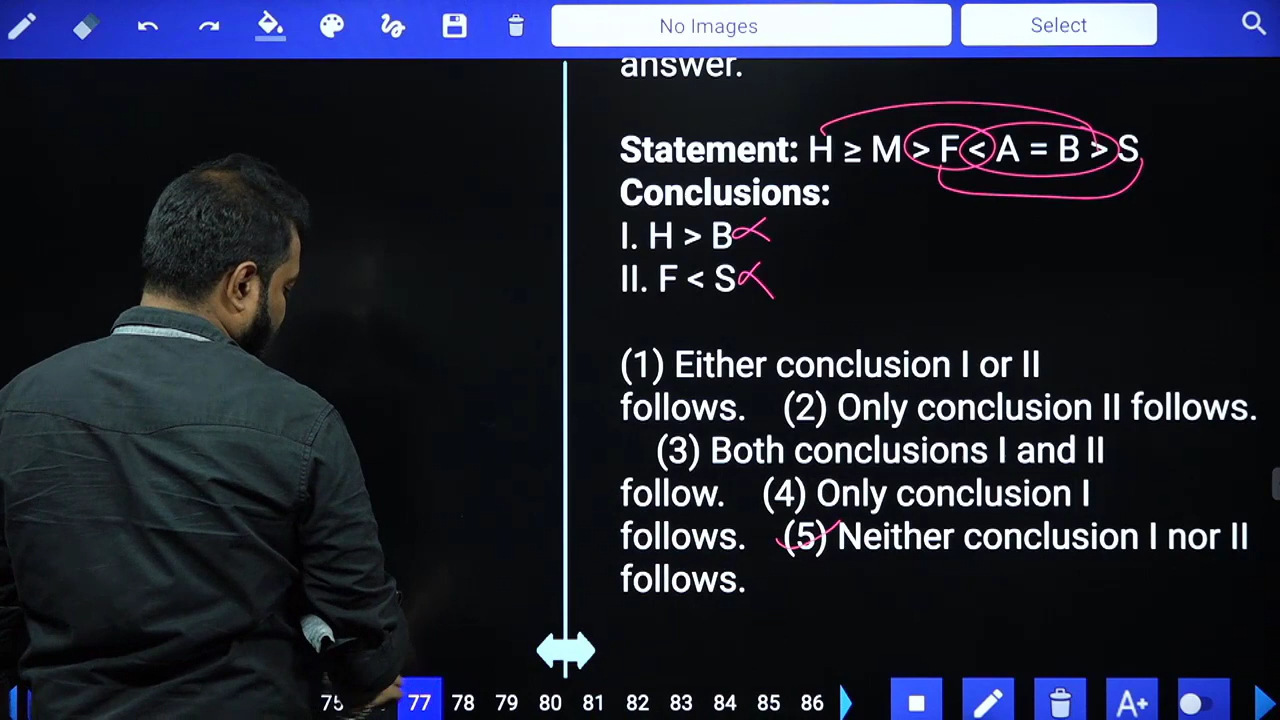 No Images
Select
answer.
Statement: H ≥ M > F < A = B > S
Conclusions:
I. H > B
II. F < S
(1) Either conclusion I or II
follows. (2) Only conclusion II follows.
(3) Both conclusions I and II
follow. (4) Only conclusion I
follows. (5) Neither conclusion I nor II
follows.
75 77 78 79 80 81 82 83 84 85 86
A+